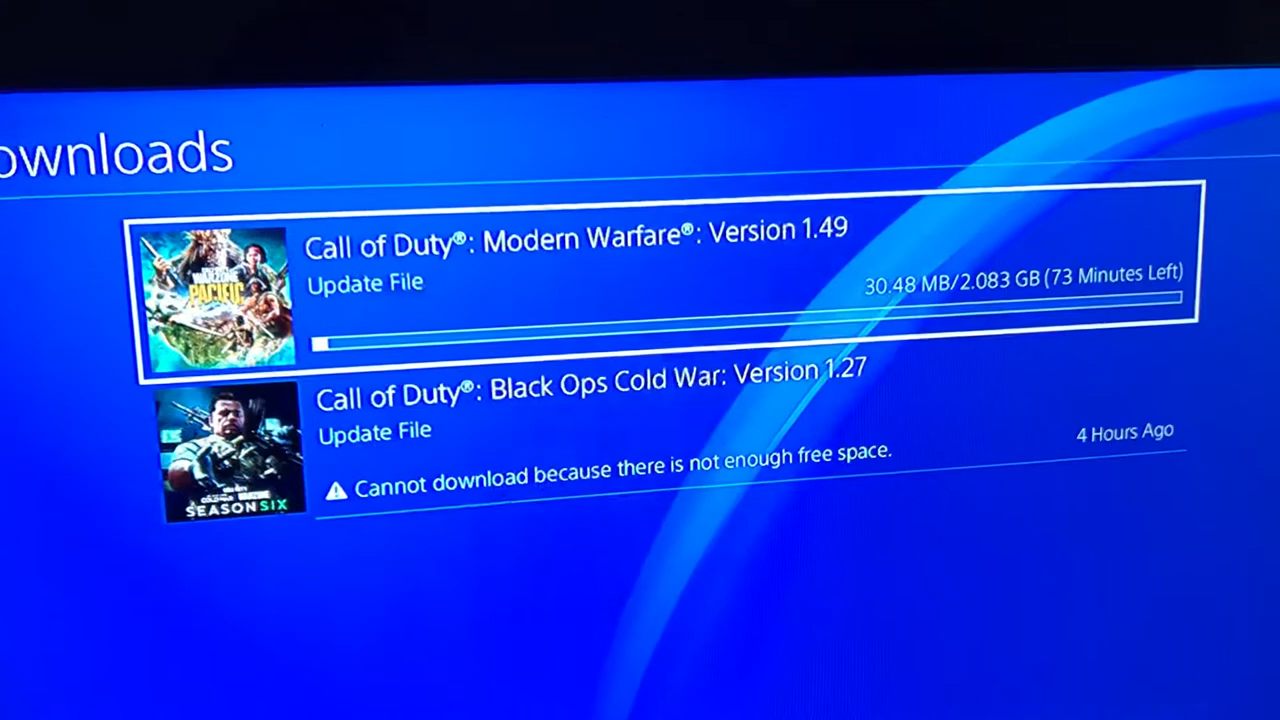 ownloads
Call of Duty®: Modern Warfare®: Version 1.49
Update File
30.48 MB/2.083 GB (73 Minutes Left)
WARZONE
PACIFIC
Call of Duty®: Black Ops Cold War: Version 1.27
Update File
4 Hours Ago
Cannot download because there is not enough free space.
SEASON SIX